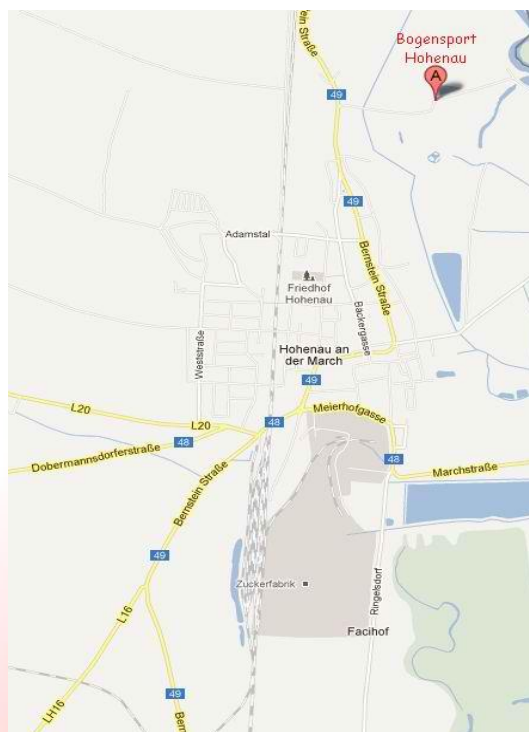 Bogensport
Hohenau
A
Bernstein Straße
49
49
Adamstal
Bernstein Straße
Friedhof
Hohenau
Bäckergasse
Weststraße
Hohenau an
der March
49
Meierhofgasse
L20
L20
48
48
Dobermannsdorferstraße
Bernstein Straße
48
Marchstraße
49
Zuckerfabrik
Ringelsdorf
L16
Facihof
49
LH16
Bern